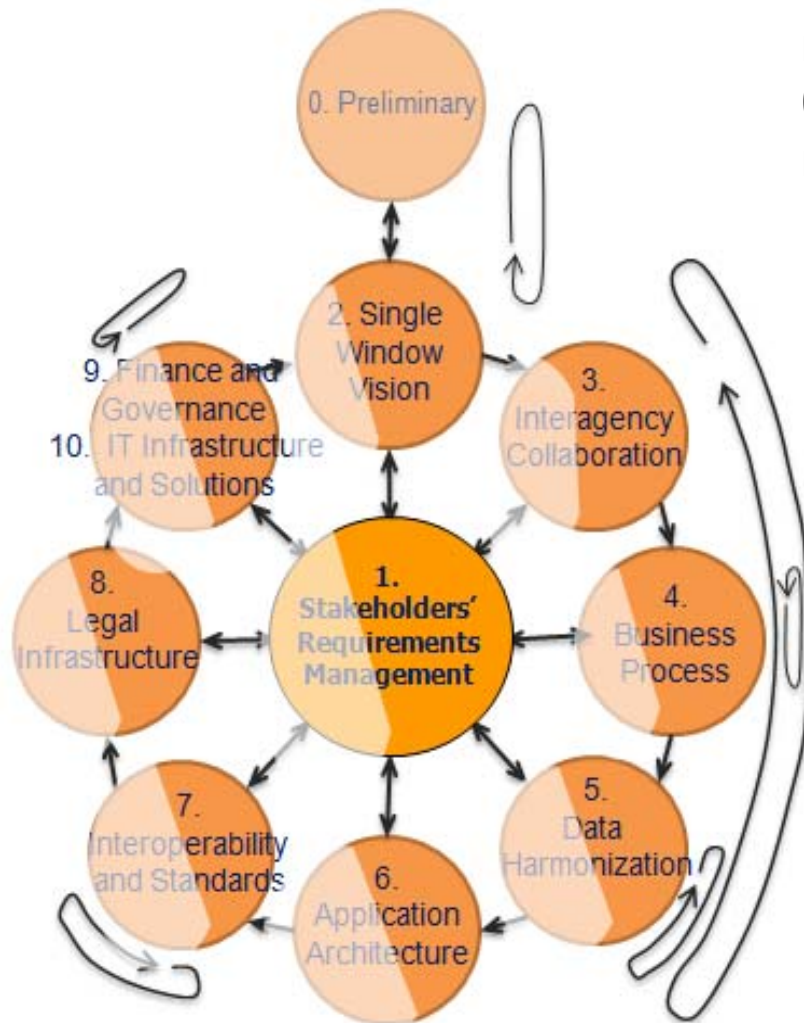 0. Preliminary
2. Single
Window
Vision
3.
Interagency
Collaboration
9. Finance and
Governance
10. IT Infrastructure
and Solutions
1.
Stakeholders’
Requirements
Management
4.
Business
Process
8.
Legal
Infrastructure
5.
Data
Harmonization
7.
Interoperability
and Standards
6.
Application
Architecture